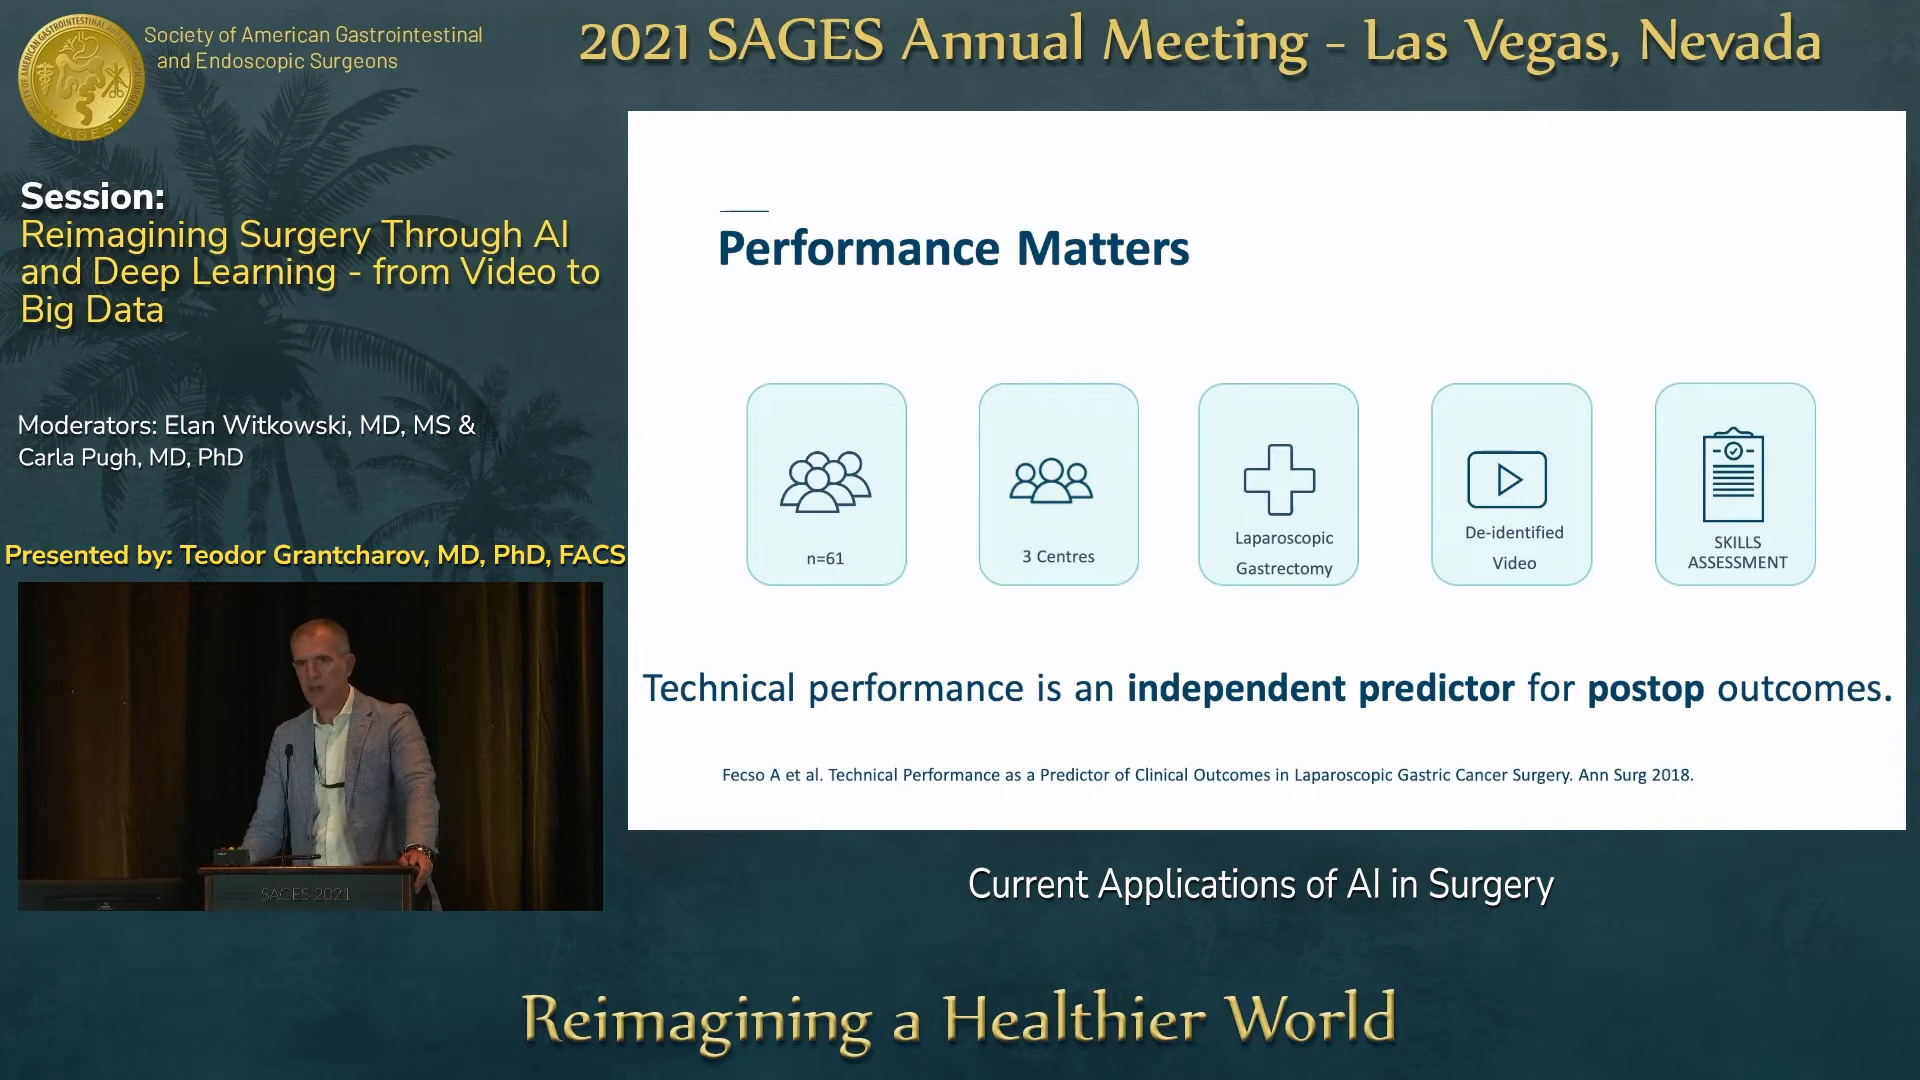 Society of American Gastrointestinal
and Endoscopic Surgeons
2021 SAGES Annual Meeting - Las Vegas, Nevada
SAGES
Session:
Reimagining Surgery Through AI
and Deep Learning - from Video to
Big Data
Moderators: Elan Witkowski, MD, MS &
Carla Pugh, MD, PhD
Presented by: Teodor Grantcharov, MD, PhD, FACS
SAGES 2021
Performance Matters
n=61
3 Centres
Laparoscopic
Gastrectomy
De-identified
Video
SKILLS
ASSESSMENT
Technical performance is an independent predictor for postop outcomes.
Fecso A et al. Technical Performance as a Predictor of Clinical Outcomes in Laparoscopic Gastric Cancer Surgery. Ann Surg 2018.
Current Applications of AI in Surgery
Reimagining a Healthier World